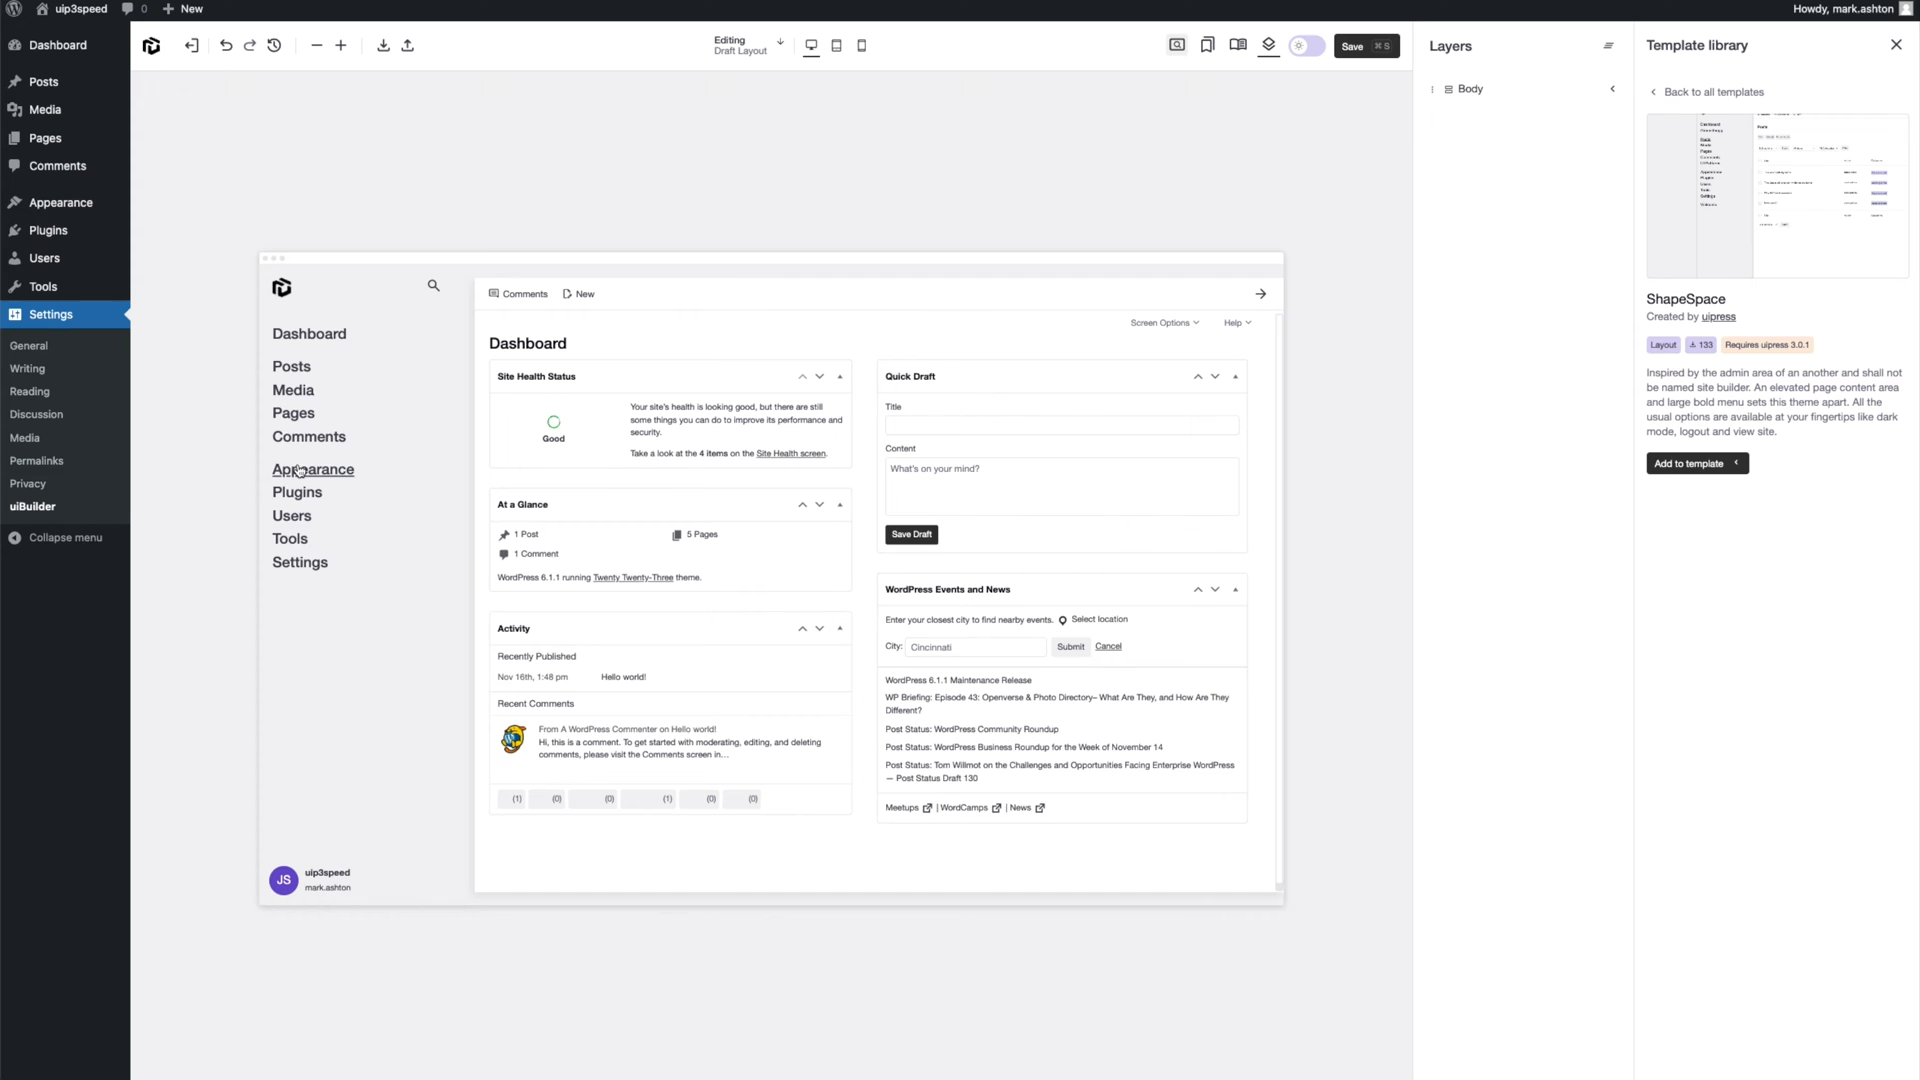 uip3speed
0
New
Howdy, mark.ashton
Dashboard
Posts
Media
Pages
Comments
Appearance
Plugins
Users
Tools
Settings
General
Writing
Reading
Discussion
Media
Permalinks
Privacy
uiBuilder
Collapse menu
Editing
Draft Layout
Save ⌘ S
Dashboard
Posts
Media
Pages
Comments
Appearance
Plugins
Users
Tools
Settings
JS
uip3speed
mark.ashton
Comments
New
Screen Options
Help
Dashboard
Site Health Status
Good
Your site's health is looking good, but there are still
some things you can do to improve its performance and
security.
Take a look at the 4 items on the Site Health screen.
At a Glance
1 Post
5 Pages
1 Comment
WordPress 6.1.1 running Twenty Twenty-Three theme.
Activity
Recently Published
Nov 16th, 1:48 pm
Hello world!
Recent Comments
From A WordPress Commenter on Hello world!
Hi, this is a comment. To get started with moderating, editing, and deleting
comments, please visit the Comments screen in...
(1) (0) (0) (1) (0) (0)
Quick Draft
Title
Content
What's on your mind?
Save Draft
WordPress Events and News
Enter your closest city to find nearby events. Select location
City: Cincinnati Submit Cancel
WordPress 6.1.1 Maintenance Release
WP Briefing: Episode 43: Openverse & Photo Directory– What Are They, and How Are They
Different?
Post Status: WordPress Community Roundup
Post Status: WordPress Business Roundup for the Week of November 14
Post Status: Tom Willmot on the Challenges and Opportunities Facing Enterprise WordPress
— Post Status Draft 130
Meetups | WordCamps | News
Layers
Body
Template library
Back to all templates
Dashboard
Posts
Media
Pages
Comments
Appearance
Plugins
Users
Tools
Settings
Posts
ShapeSpace
Created by uipress
Layout
133
Requires uipress 3.0.1
Inspired by the admin area of an another and shall not
be named site builder. An elevated page content area
and large bold menu sets this theme apart. All the
usual options are available at your fingertips like dark
mode, logout and view site.
Add to template